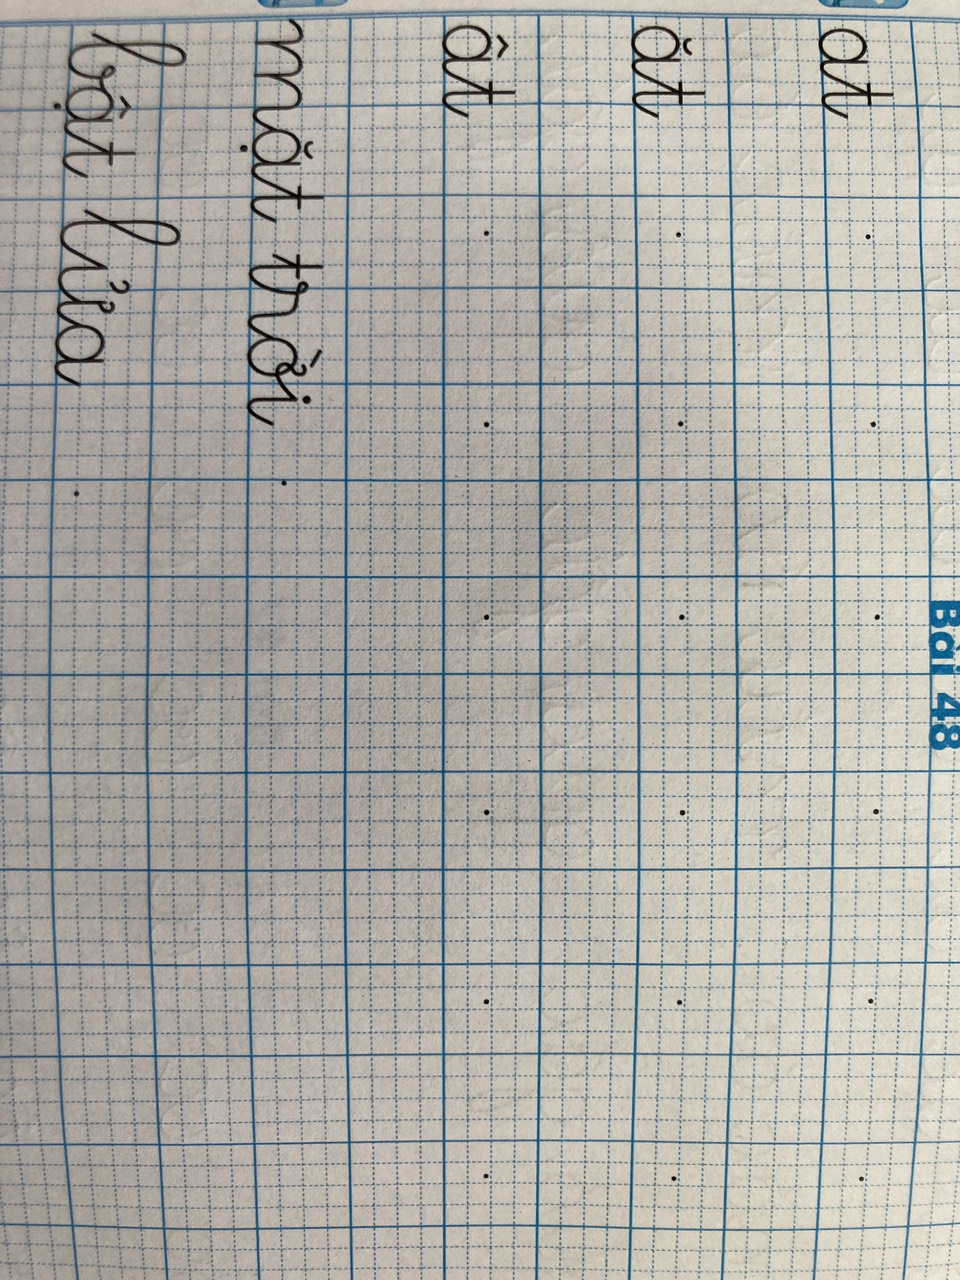 Bài 48
at
ăt
ât
mặt trời
bật lửa